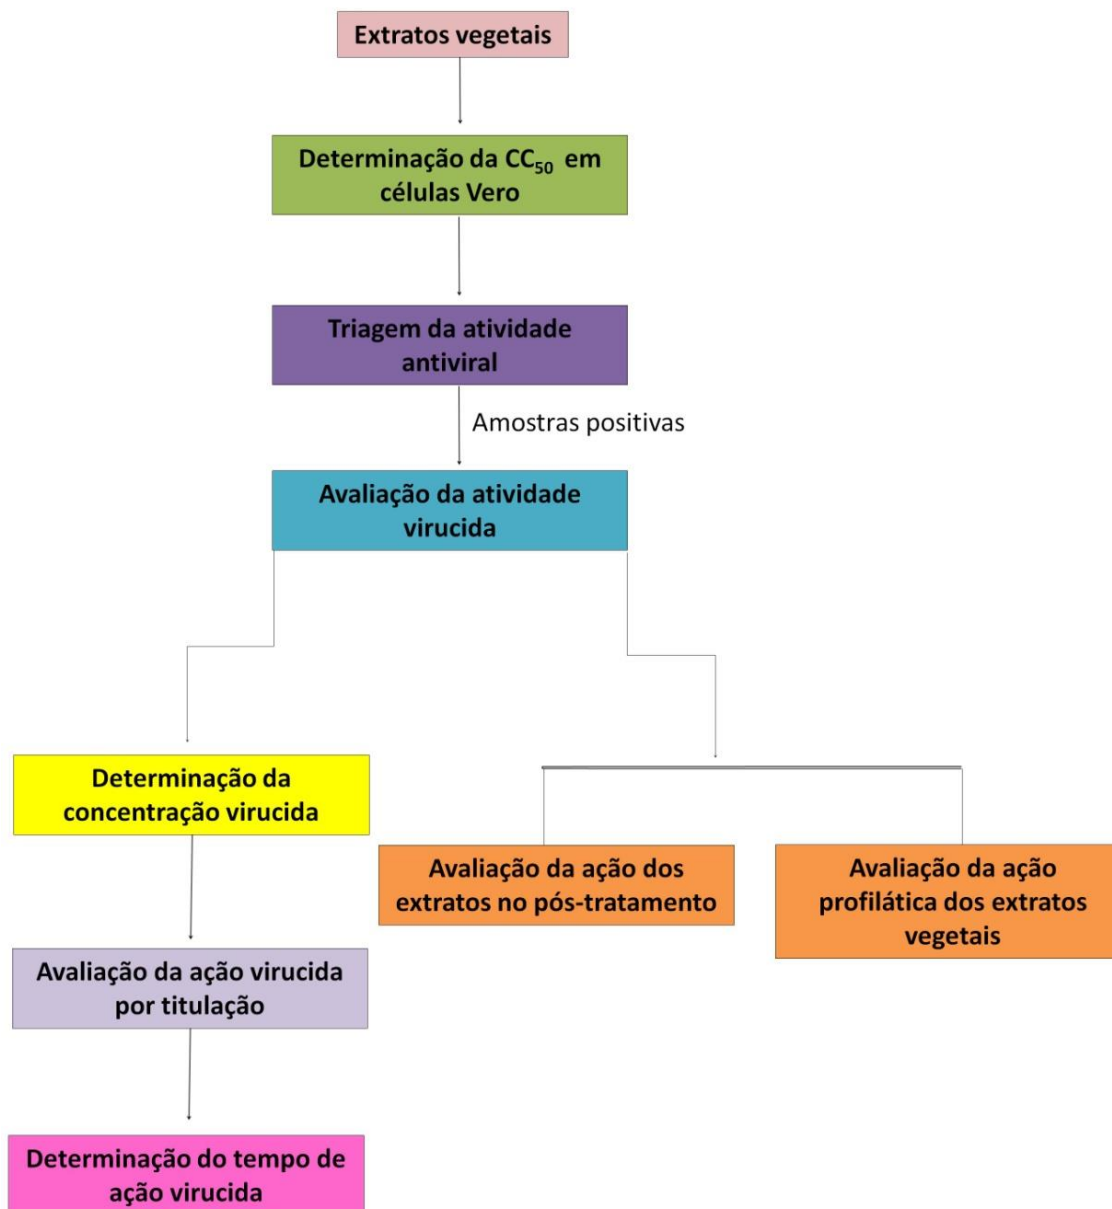 Extratos vegetais
Determinação da CC50 em
células Vero
Triagem da atividade
antiviral
Amostras positivas
Avaliação da atividade
virucida
Determinação da
concentração virucida
Avaliação da ação dos
extratos no pós-tratamento
Avaliação da ação
profilática dos extratos
vegetais
Avaliação da ação virucida
por titulação
Determinação do tempo de
ação virucida